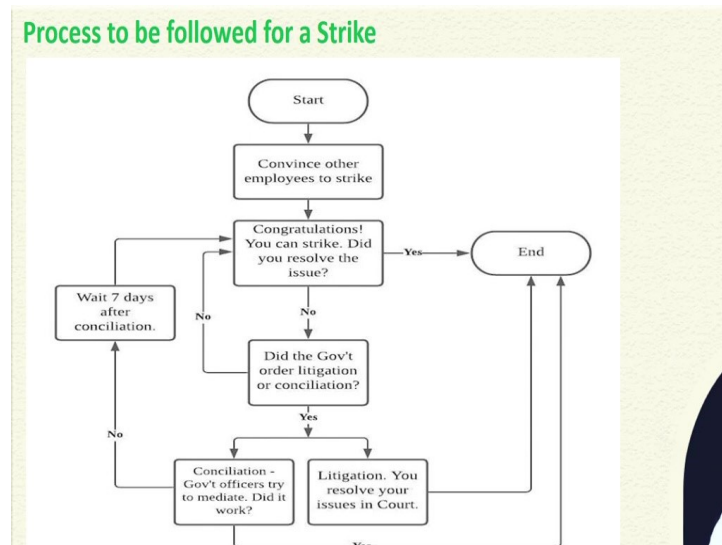 Process to be followed for a Strike
Start
Convince other
employees to strike
Congratulations!
You can strike. Did
you resolve the
issue?
Yes
End
Wait 7 days
after
conciliation.
No
No
Did the Gov't
order litigation
or conciliation?
Yes
No
Conciliation -
Gov't officers try
to mediate. Did it
work?
Litigation. You
resolve your
issues in Court.
Yes